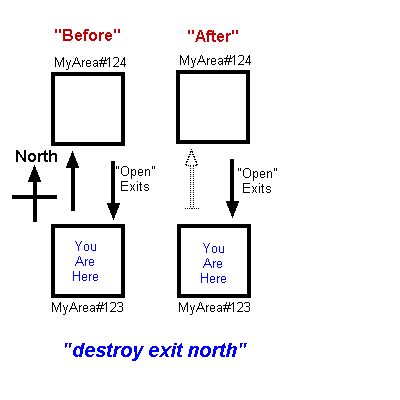 "Before" "After"
MyArea#124 MyArea#124
North
"Open"
Exits
"Open"
Exits
You
Are
Here
You
Are
Here
MyArea#123 MyArea#123
"destroy exit north"